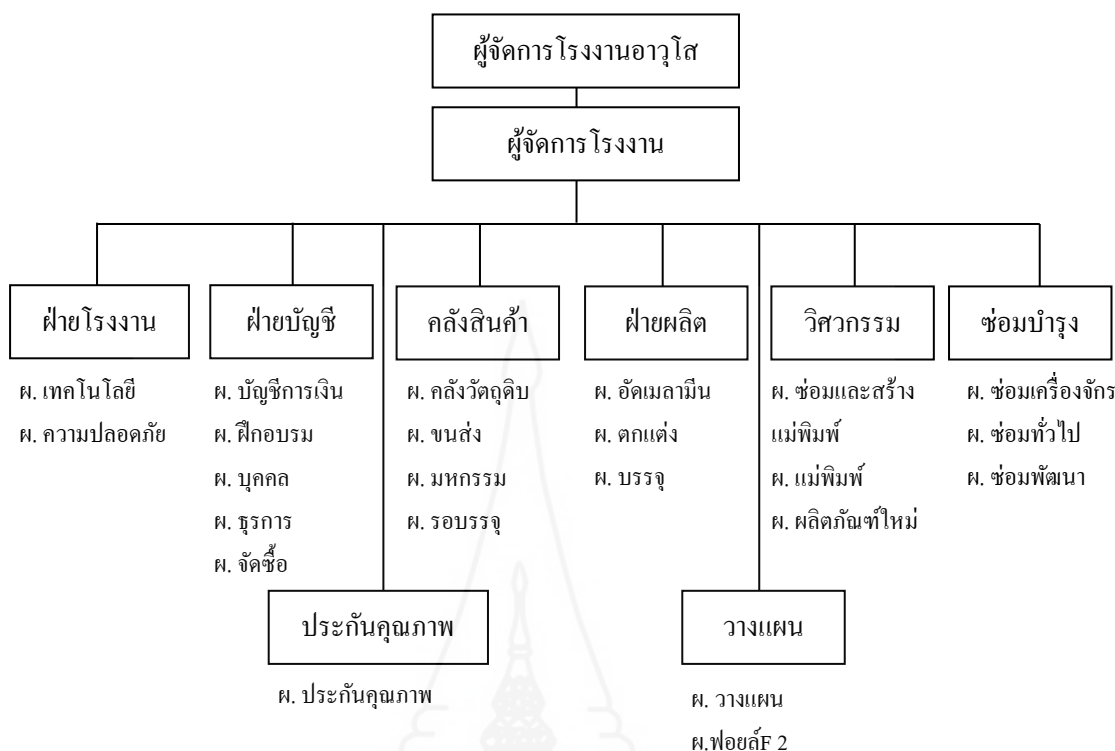 ผู้จัดการโรงงานอาวุโส
ผู้จัดการโรงงาน
ฝ่ายโรงงาน
ผ. เทคโนโลยี
ผ. ความปลอดภัย
ฝ่ายบัญชี
ผ. บัญชีการเงิน
ผ. ฝึกอบรม
ผ. บุคคล
ผ. ธุรการ
ผ. จัดซื้อ
คลังสินค้า
ผ. คลังวัตถุดิบ
ผ. ขนส่ง
ผ. มหกรรม
ผ. รอบรรจุ
ฝ่ายผลิต
ผ. อัดเมลามีน
ผ. ตกแต่ง
ผ. บรรจุ
วิศวกรรม
ผ. ซ่อมและสร้าง
แม่พิมพ์
ผ. แม่พิมพ์
ผ. ผลิตภัณฑ์ใหม่
ซ่อมบำรุง
ผ. ซ่อมเครื่องจักร
ผ. ซ่อมทั่วไป
ผ. ซ่อมพัฒนา
ประกันคุณภาพ
ผ. ประกันคุณภาพ
วางแผน
ผ. วางแผน
ผ.ฟอยล์F 2